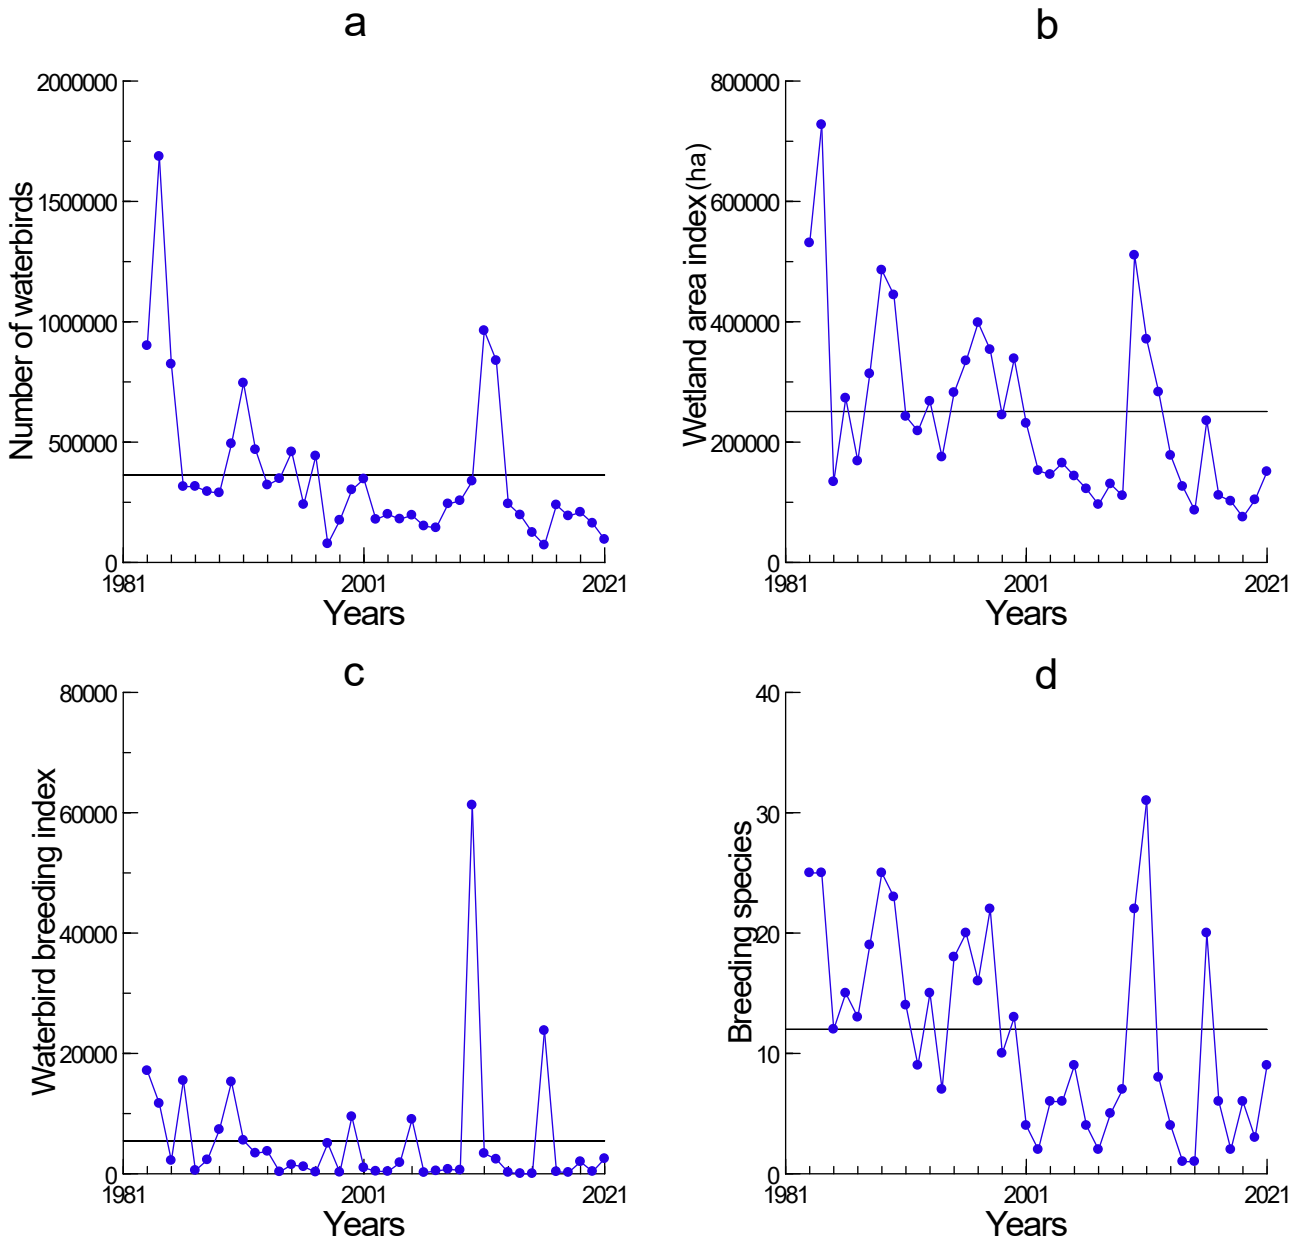 a
2000000
1500000
1000000
500000
0
Number of waterbirds
1981
2001
2021
Years
b
800000
600000
400000
200000
0
Wetland area index (ha)
1981
2001
2021
Years
c
80000
60000
40000
20000
0
Waterbird breeding index
1981
2001
2021
Years
d
40
30
20
10
0
Breeding species
1981
2001
2021
Years